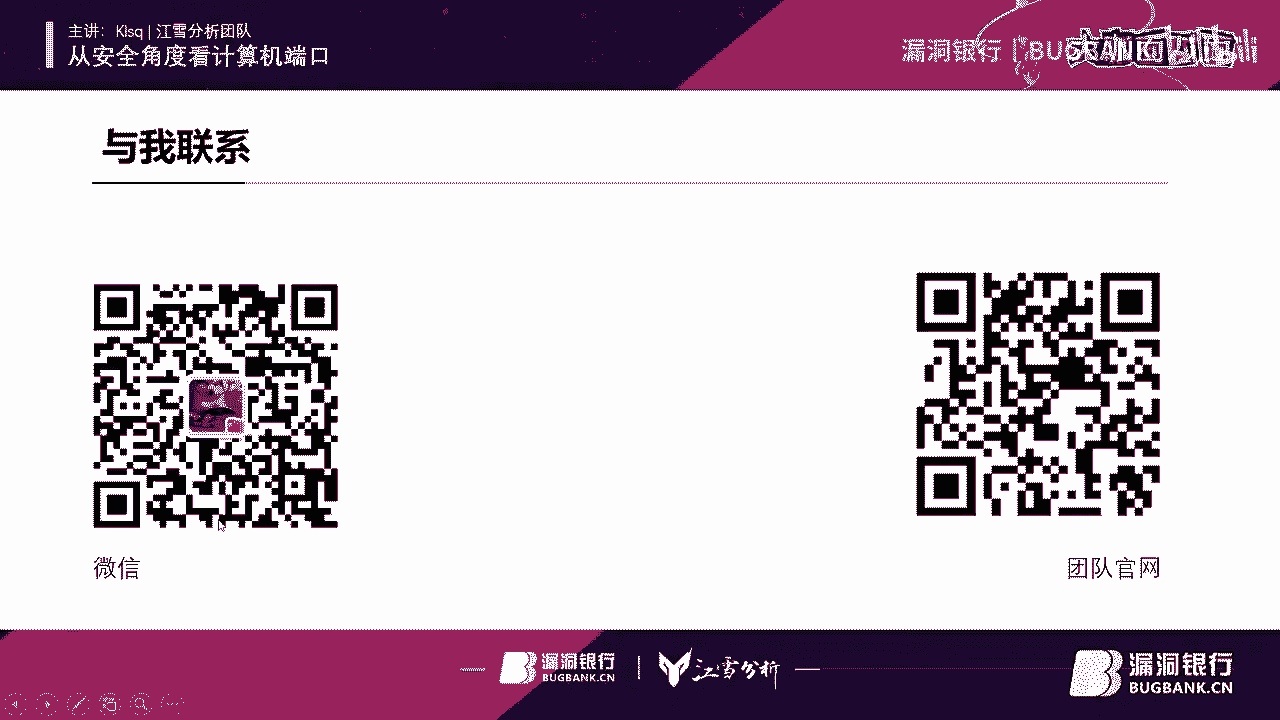 主讲：Kisq | 江雪分析团队
从安全角度看计算机端口
漏洞银行 | BUGBANK
与我联系
微信
团队官网
漏洞银行
BUGBANK.CN
江雪分析
漏洞银行
BUGBANK.CN